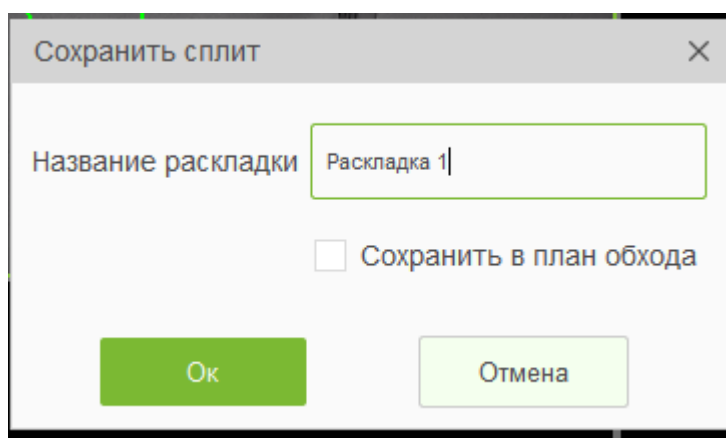 Сохранить сплит
Название раскладки Раскладка 1
Сохранить в план обхода
Ок Отмена